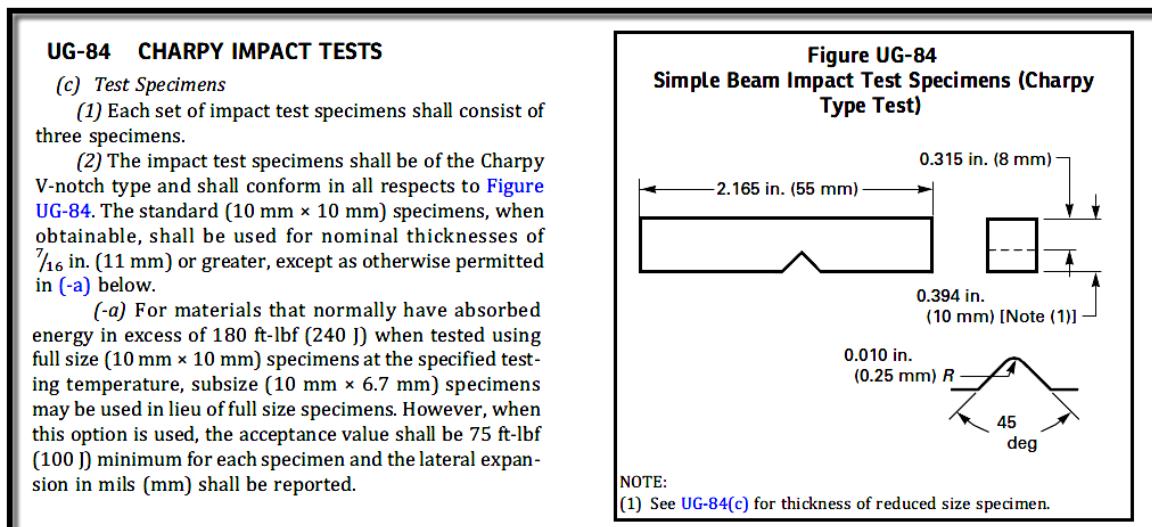 UG-84 CHARPY IMPACT TESTS
(c) Test Specimens
(1) Each set of impact test specimens shall consist of
three specimens.
(2) The impact test specimens shall be of the Charpy
V-notch type and shall conform in all respects to Figure
UG-84. The standard (10 mm × 10 mm) specimens, when
obtainable, shall be used for nominal thicknesses of
7/16 in. (11 mm) or greater, except as otherwise permitted
in (-a) below.
(-a) For materials that normally have absorbed
energy in excess of 180 ft-lbf (240 J) when tested using
full size (10 mm × 10 mm) specimens at the specified test-
ing temperature, subsize (10 mm × 6.7 mm) specimens
may be used in lieu of full size specimens. However, when
this option is used, the acceptance value shall be 75 ft-lbf
(100 J) minimum for each specimen and the lateral expan-
sion in mils (mm) shall be reported.
Figure UG-84
Simple Beam Impact Test Specimens (Charpy
Type Test)
0.315 in. (8 mm)
2.165 in. (55 mm)
0.394 in.
(10 mm) [Note (1)]
0.010 in.
(0.25 mm) R
45
deg
NOTE:
(1) See UG-84(c) for thickness of reduced size specimen.